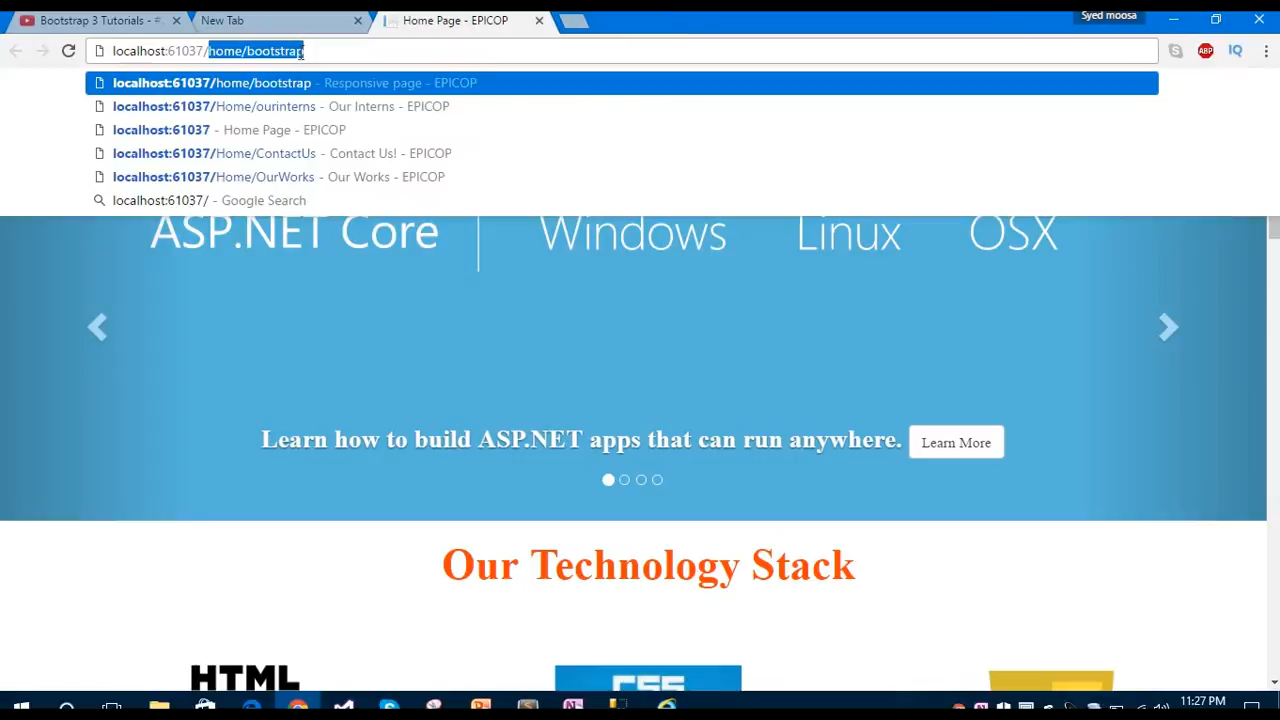 Bootstrap 3 Tutorials - #
New Tab
Home Page - EPICOP
Syed moosa
localhost:61037/home/bootstrap
ABP
IQ
localhost:61037/home/bootstrap - Responsive page - EPICOP
localhost:61037/Home/ourinterns - Our Interns - EPICOP
localhost:61037 - Home Page - EPICOP
localhost:61037/Home/ContactUs - Contact Us! - EPICOP
localhost:61037/Home/OurWorks - Our Works - EPICOP
localhost:61037/ - Google Search
ASP.NET Core
Windows
Linux
OSX
Learn how to build ASP.NET apps that can run anywhere.
Learn More
Our Technology Stack
HTML
CSS
11:27 PM